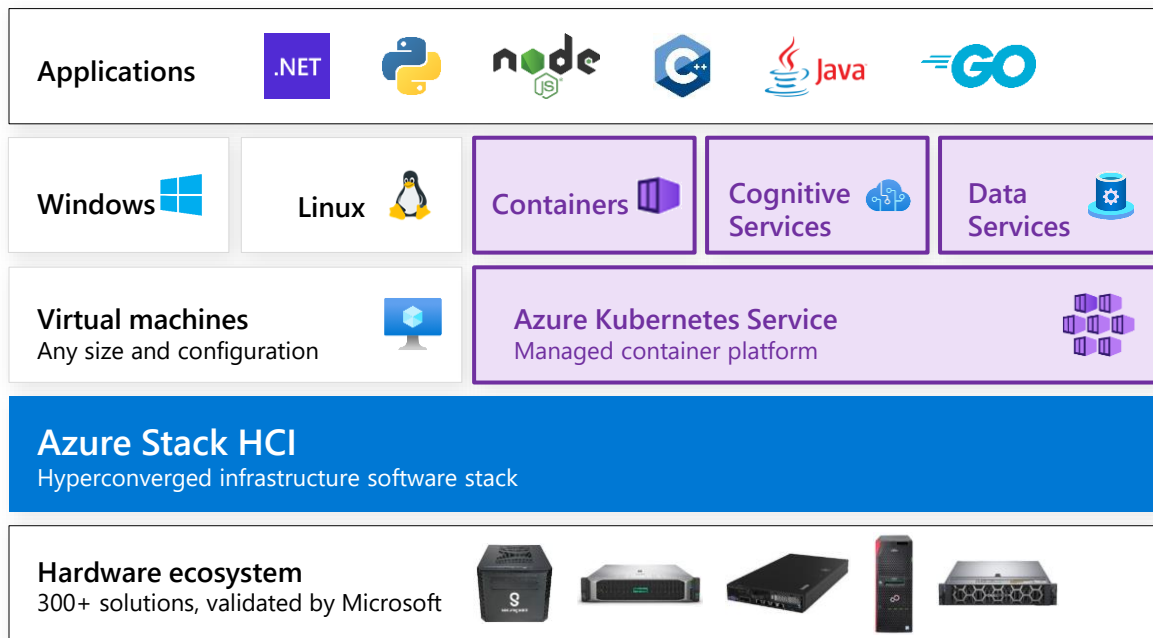 Applications
.NET
node
JS
C++
Java
GO
Windows
Linux
Containers
Cognitive
Services
Data
Services
Virtual machines
Any size and configuration
Azure Kubernetes Service
Managed container platform
Azure Stack HCI
Hyperconverged infrastructure software stack
Hardware ecosystem
300+ solutions, validated by Microsoft